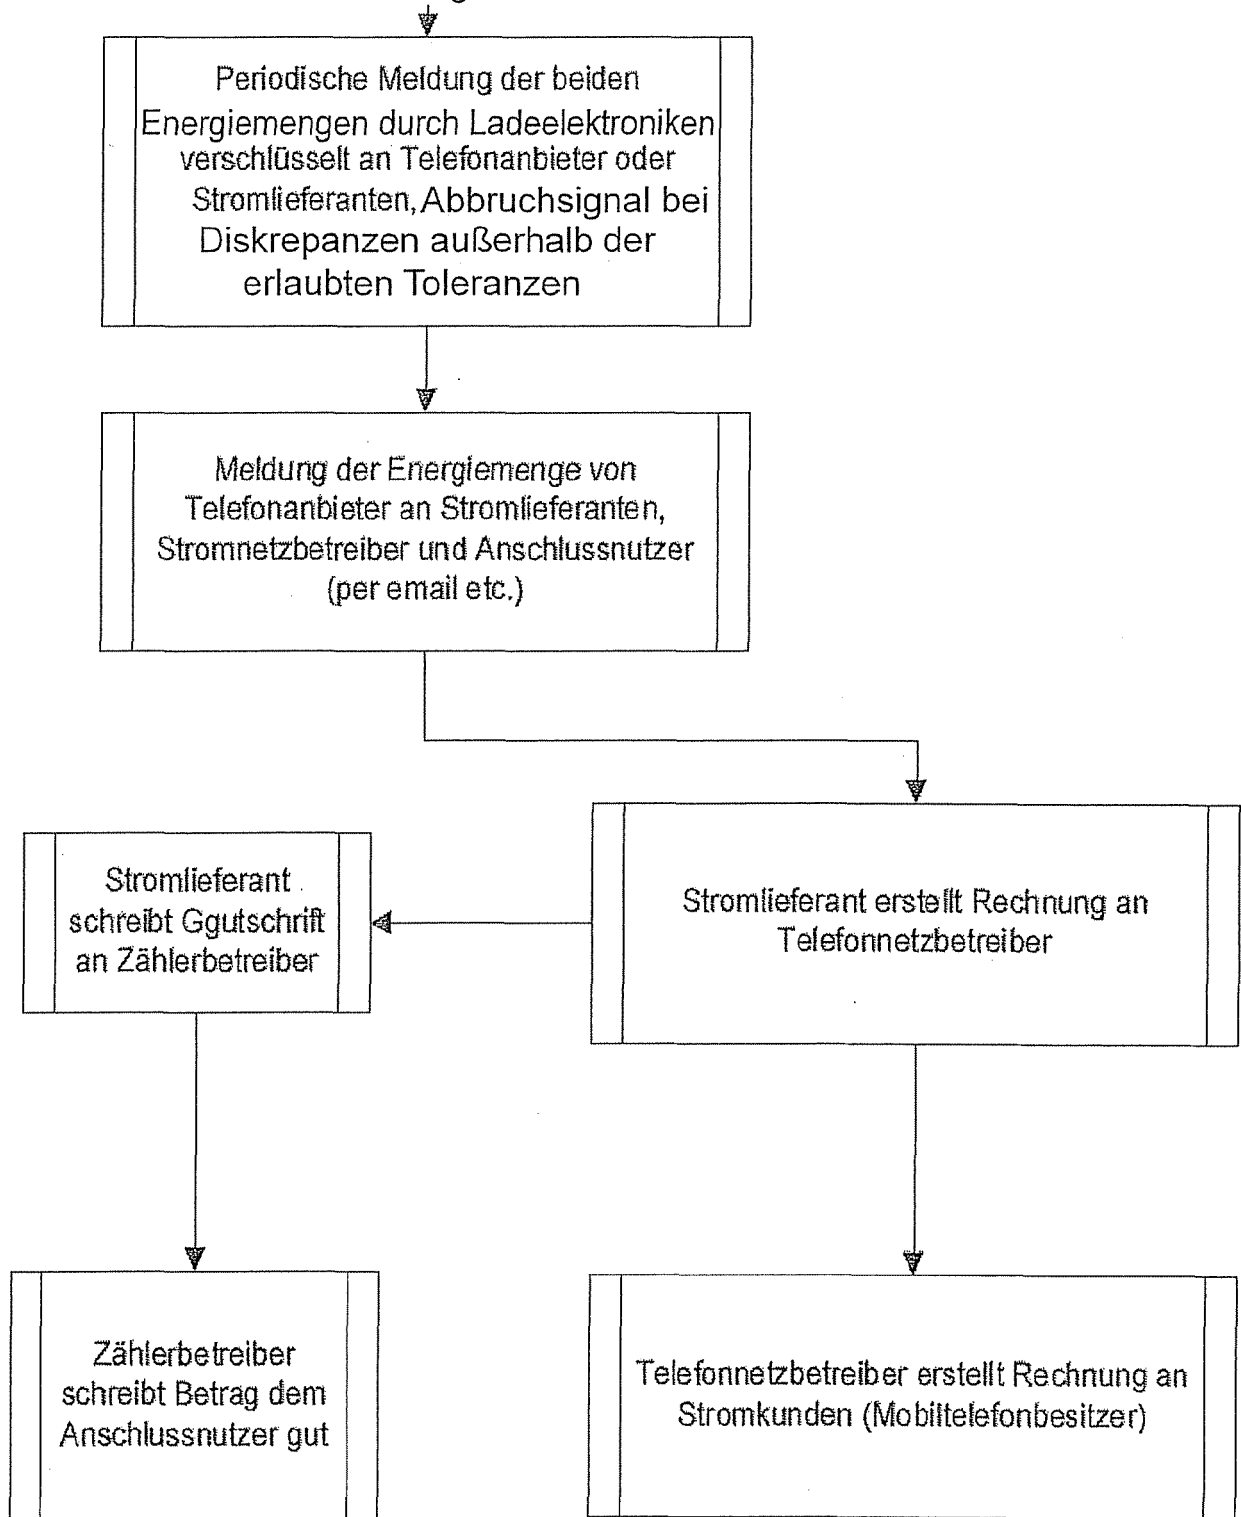 Periodische Meldung der beiden
Energiemengen durch Ladeelektroniken
verschlüsselt an Telefonanbieter oder
Stromlieferanten, Abbruchsignal bei
Diskrepanzen außerhalb der
erlaubten Toleranzen
Meldung der Energiemenge von
Telefonanbieter an Stromlieferanten,
Stromnetzbetreiber und Anschlussnutzer
(per email etc.)
Stromlieferant
schreibt Ggutschrift
an Zählerbetreiber
Stromlieferant erstellt Rechnung an
Telefonnetzbetreiber
Zählerbetreiber
schreibt Betrag dem
Anschlussnutzer gut
Telefonnetzbetreiber erstellt Rechnung an
Stromkunden (Mobiltelefonbesitzer)